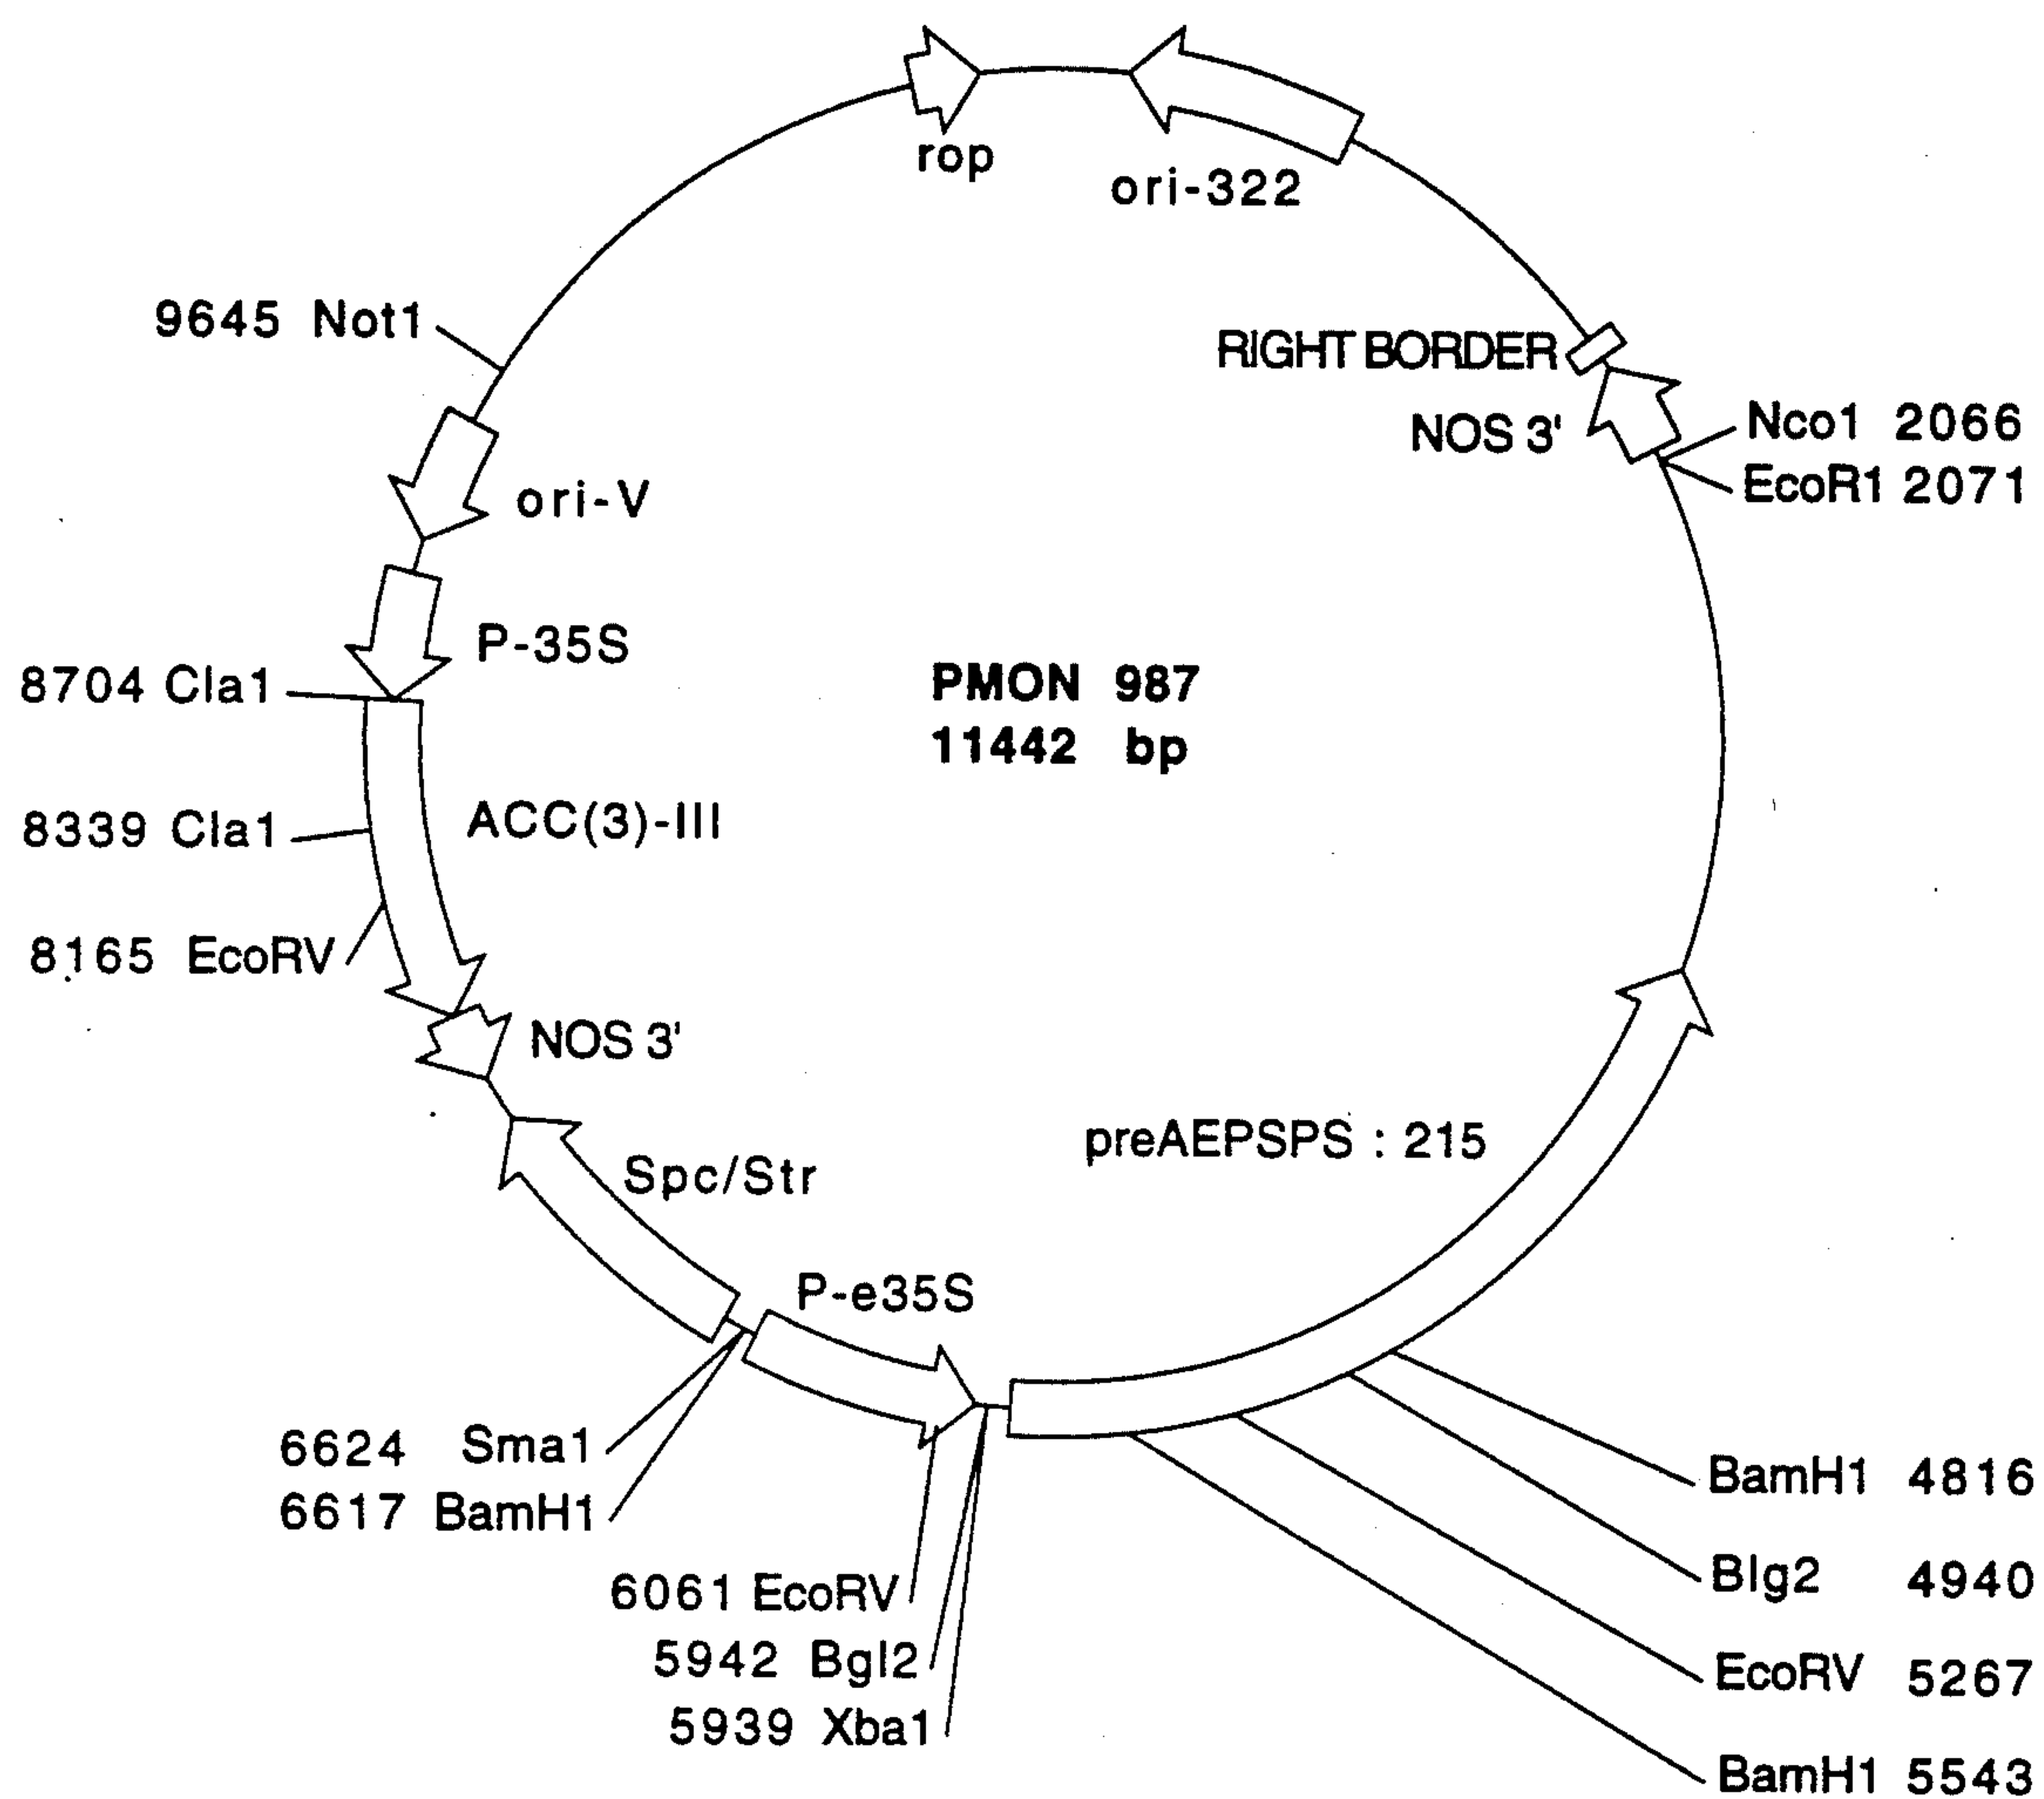 rop
ori-322
9645 Not1
RIGHT BORDER
NOS 3'
Nco1 2066
EcoR1 2071
ori-V
P-35S
8704 Cla1
PMON 987
11442 bp
ACC(3)-III
8339 Cla1
8165 EcoRV
NOS 3'
preAEPSPS : 215
Spc/Str
P-e35S
6624 Sma1
6617 BamH1
6061 EcoRV
5942 Bgl2
5939 Xba1
BamH1 4816
Blg2 4940
EcoRV 5267
BamH1 5543